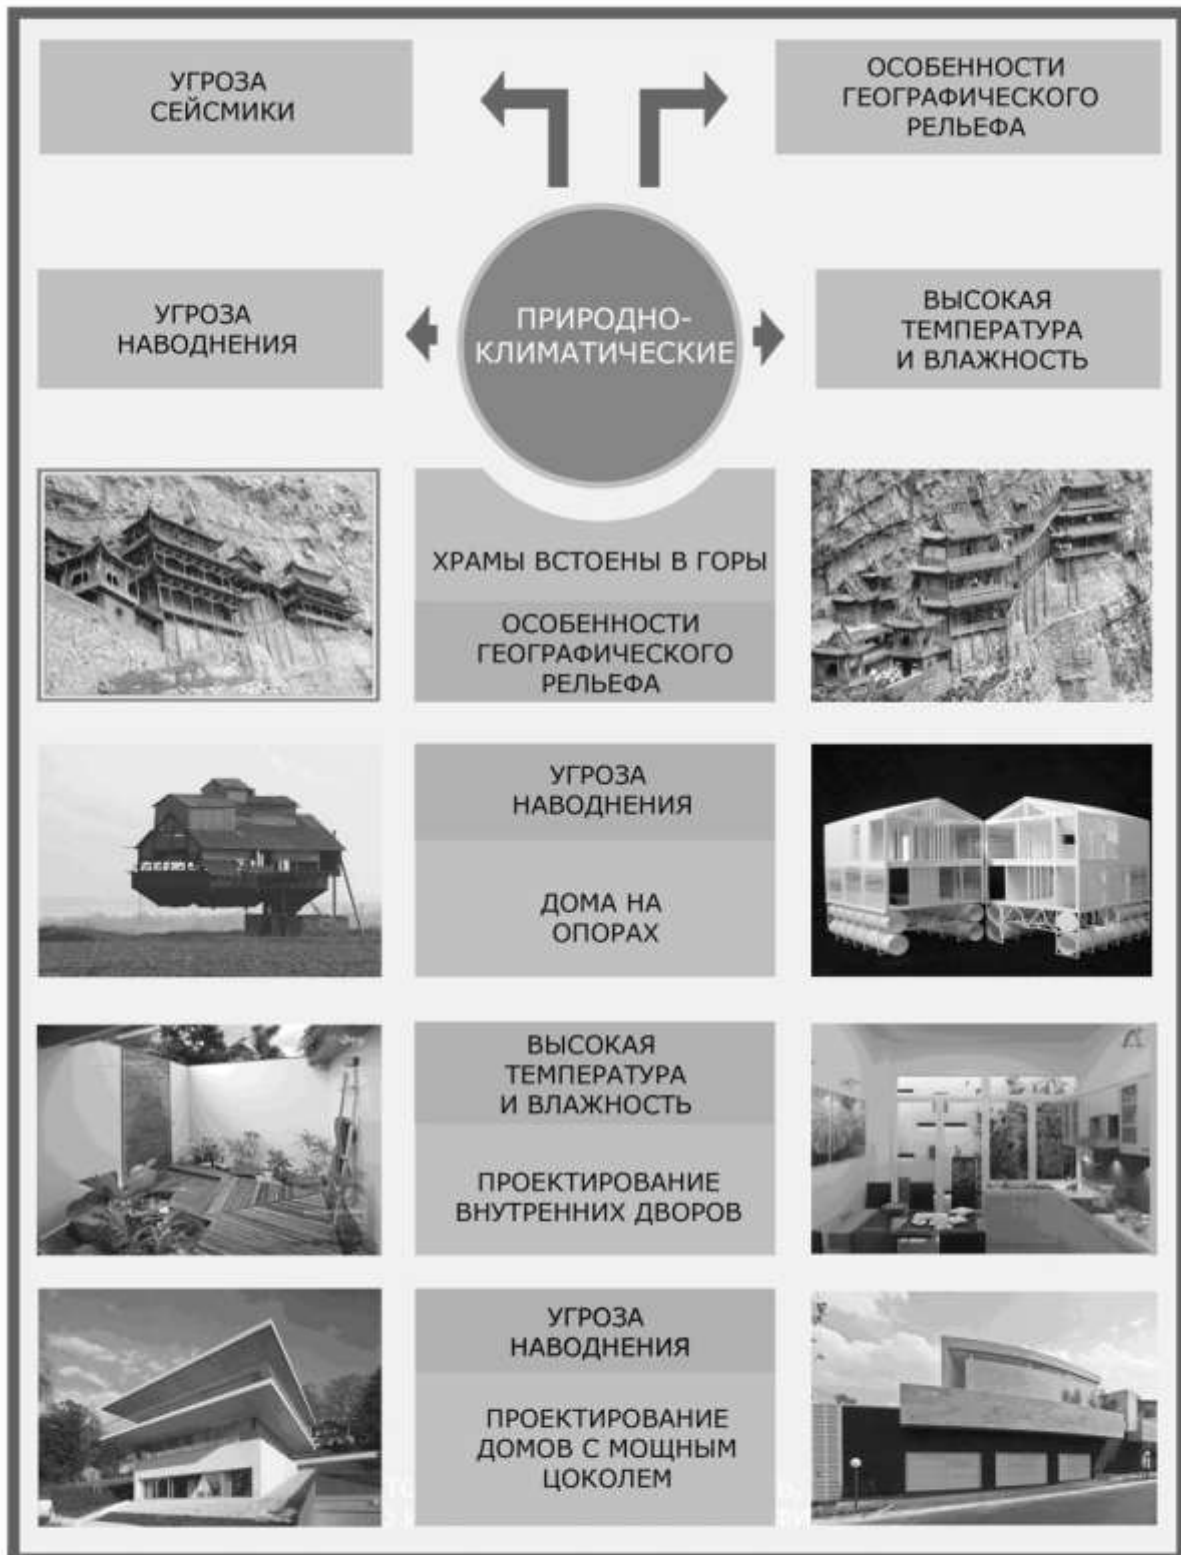 УГРОЗА
СЕЙСМИКИ
ОСОБЕННОСТИ
ГЕОГРАФИЧЕСКОГО
РЕЛЬЕФА
УГРОЗА
НАВОДНЕНИЯ
ПРИРОДНО-
КЛИМАТИЧЕСКИЕ
ВЫСОКАЯ
ТЕМПЕРАТУРА
И ВЛАЖНОСТЬ
ХРАМЫ ВСТОЕНЫ В ГОРЫ
ОСОБЕННОСТИ
ГЕОГРАФИЧЕСКОГО
РЕЛЬЕФА
УГРОЗА
НАВОДНЕНИЯ
ДОМА НА
ОПОРАХ
ВЫСОКАЯ
ТЕМПЕРАТУРА
И ВЛАЖНОСТЬ
ПРОЕКТИРОВАНИЕ
ВНУТРЕННИХ ДВОРОВ
УГРОЗА
НАВОДНЕНИЯ
ПРОЕКТИРОВАНИЕ
ДОМОВ С МОЩНЫМ
ЦОКОЛЕМ